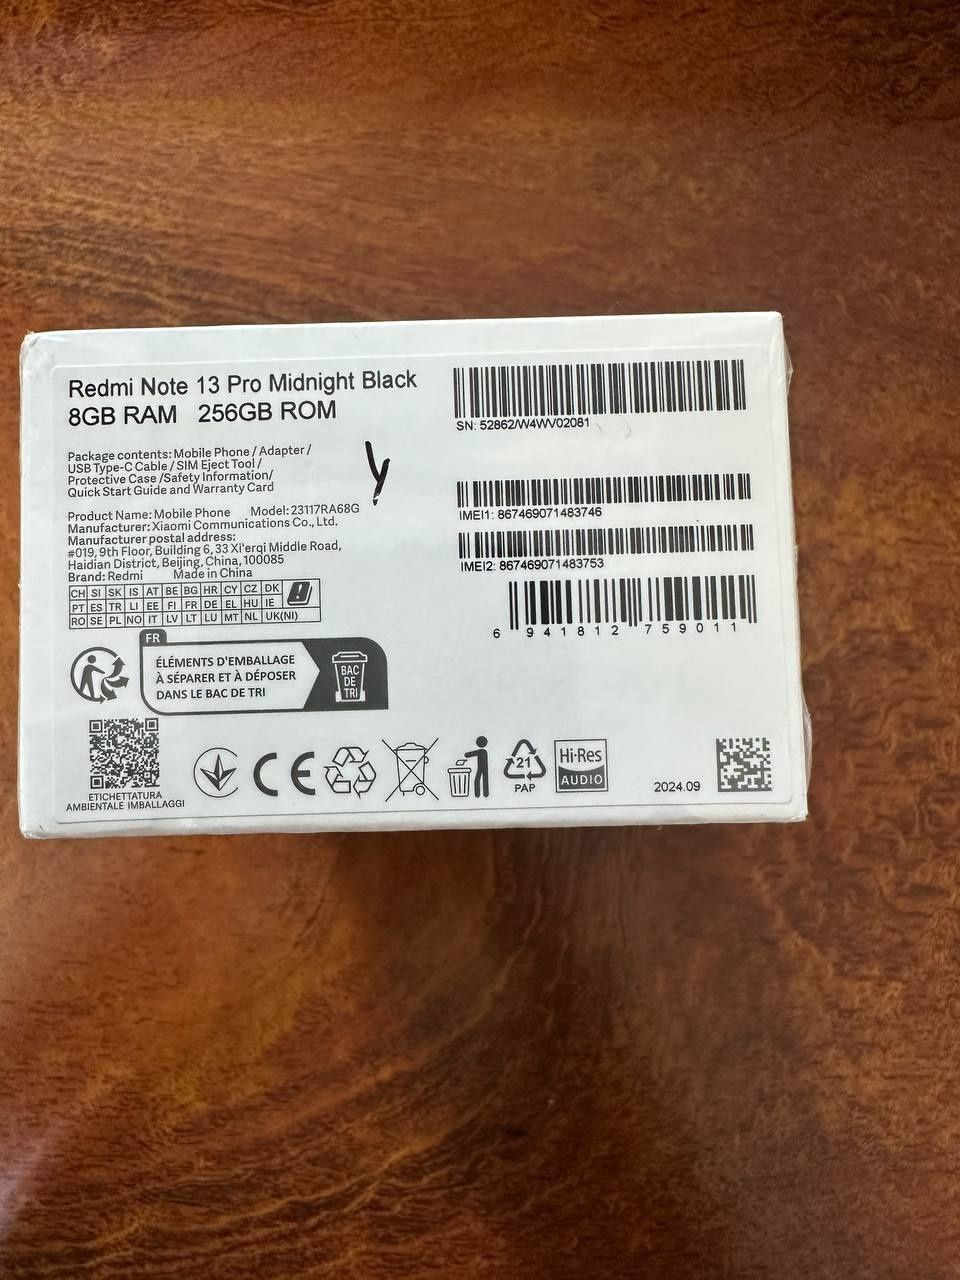 Redmi Note 13 Pro Midnight Black
8GB RAM 256GB ROM
Package contents: Mobile Phone / Adapter /
USB Type-C Cable / SIM Eject Tool /
Protective Case /Safety Information/
Quick Start Guide and Warranty Card
Product Name: Mobile Phone Model: 23117RA68G
Manufacturer: Xiaomi Communications Co., Ltd.
Manufacturer postal address:
#019, 9th Floor, Building 6, 33 Xi'erqi Middle Road,
Haidian District, Beijing, China, 100085
Brand: Redmi Made in China
CH SI SK IS AT BE BG HR CY CZ DK
PT ES TR LI EE FI FR DE EL HU IE
RO SE PL NO IT LV LT LU MT NL UK(NI)
SN: 52862/W4WV02081
IMEI1: 867469071483746
IMEI2: 867469071483753
6 941812 759011
Y
FR
ÉLÉMENTS D'EMBALLAGE
À SÉPARER ET À DÉPOSER
DANS LE BAC DE TRI
BAC
DE
TRI
ETICHETTATURA
AMBIENTALE IMBALLAGGI
CE
21
PAP
Hi-Res
AUDIO
2024.09